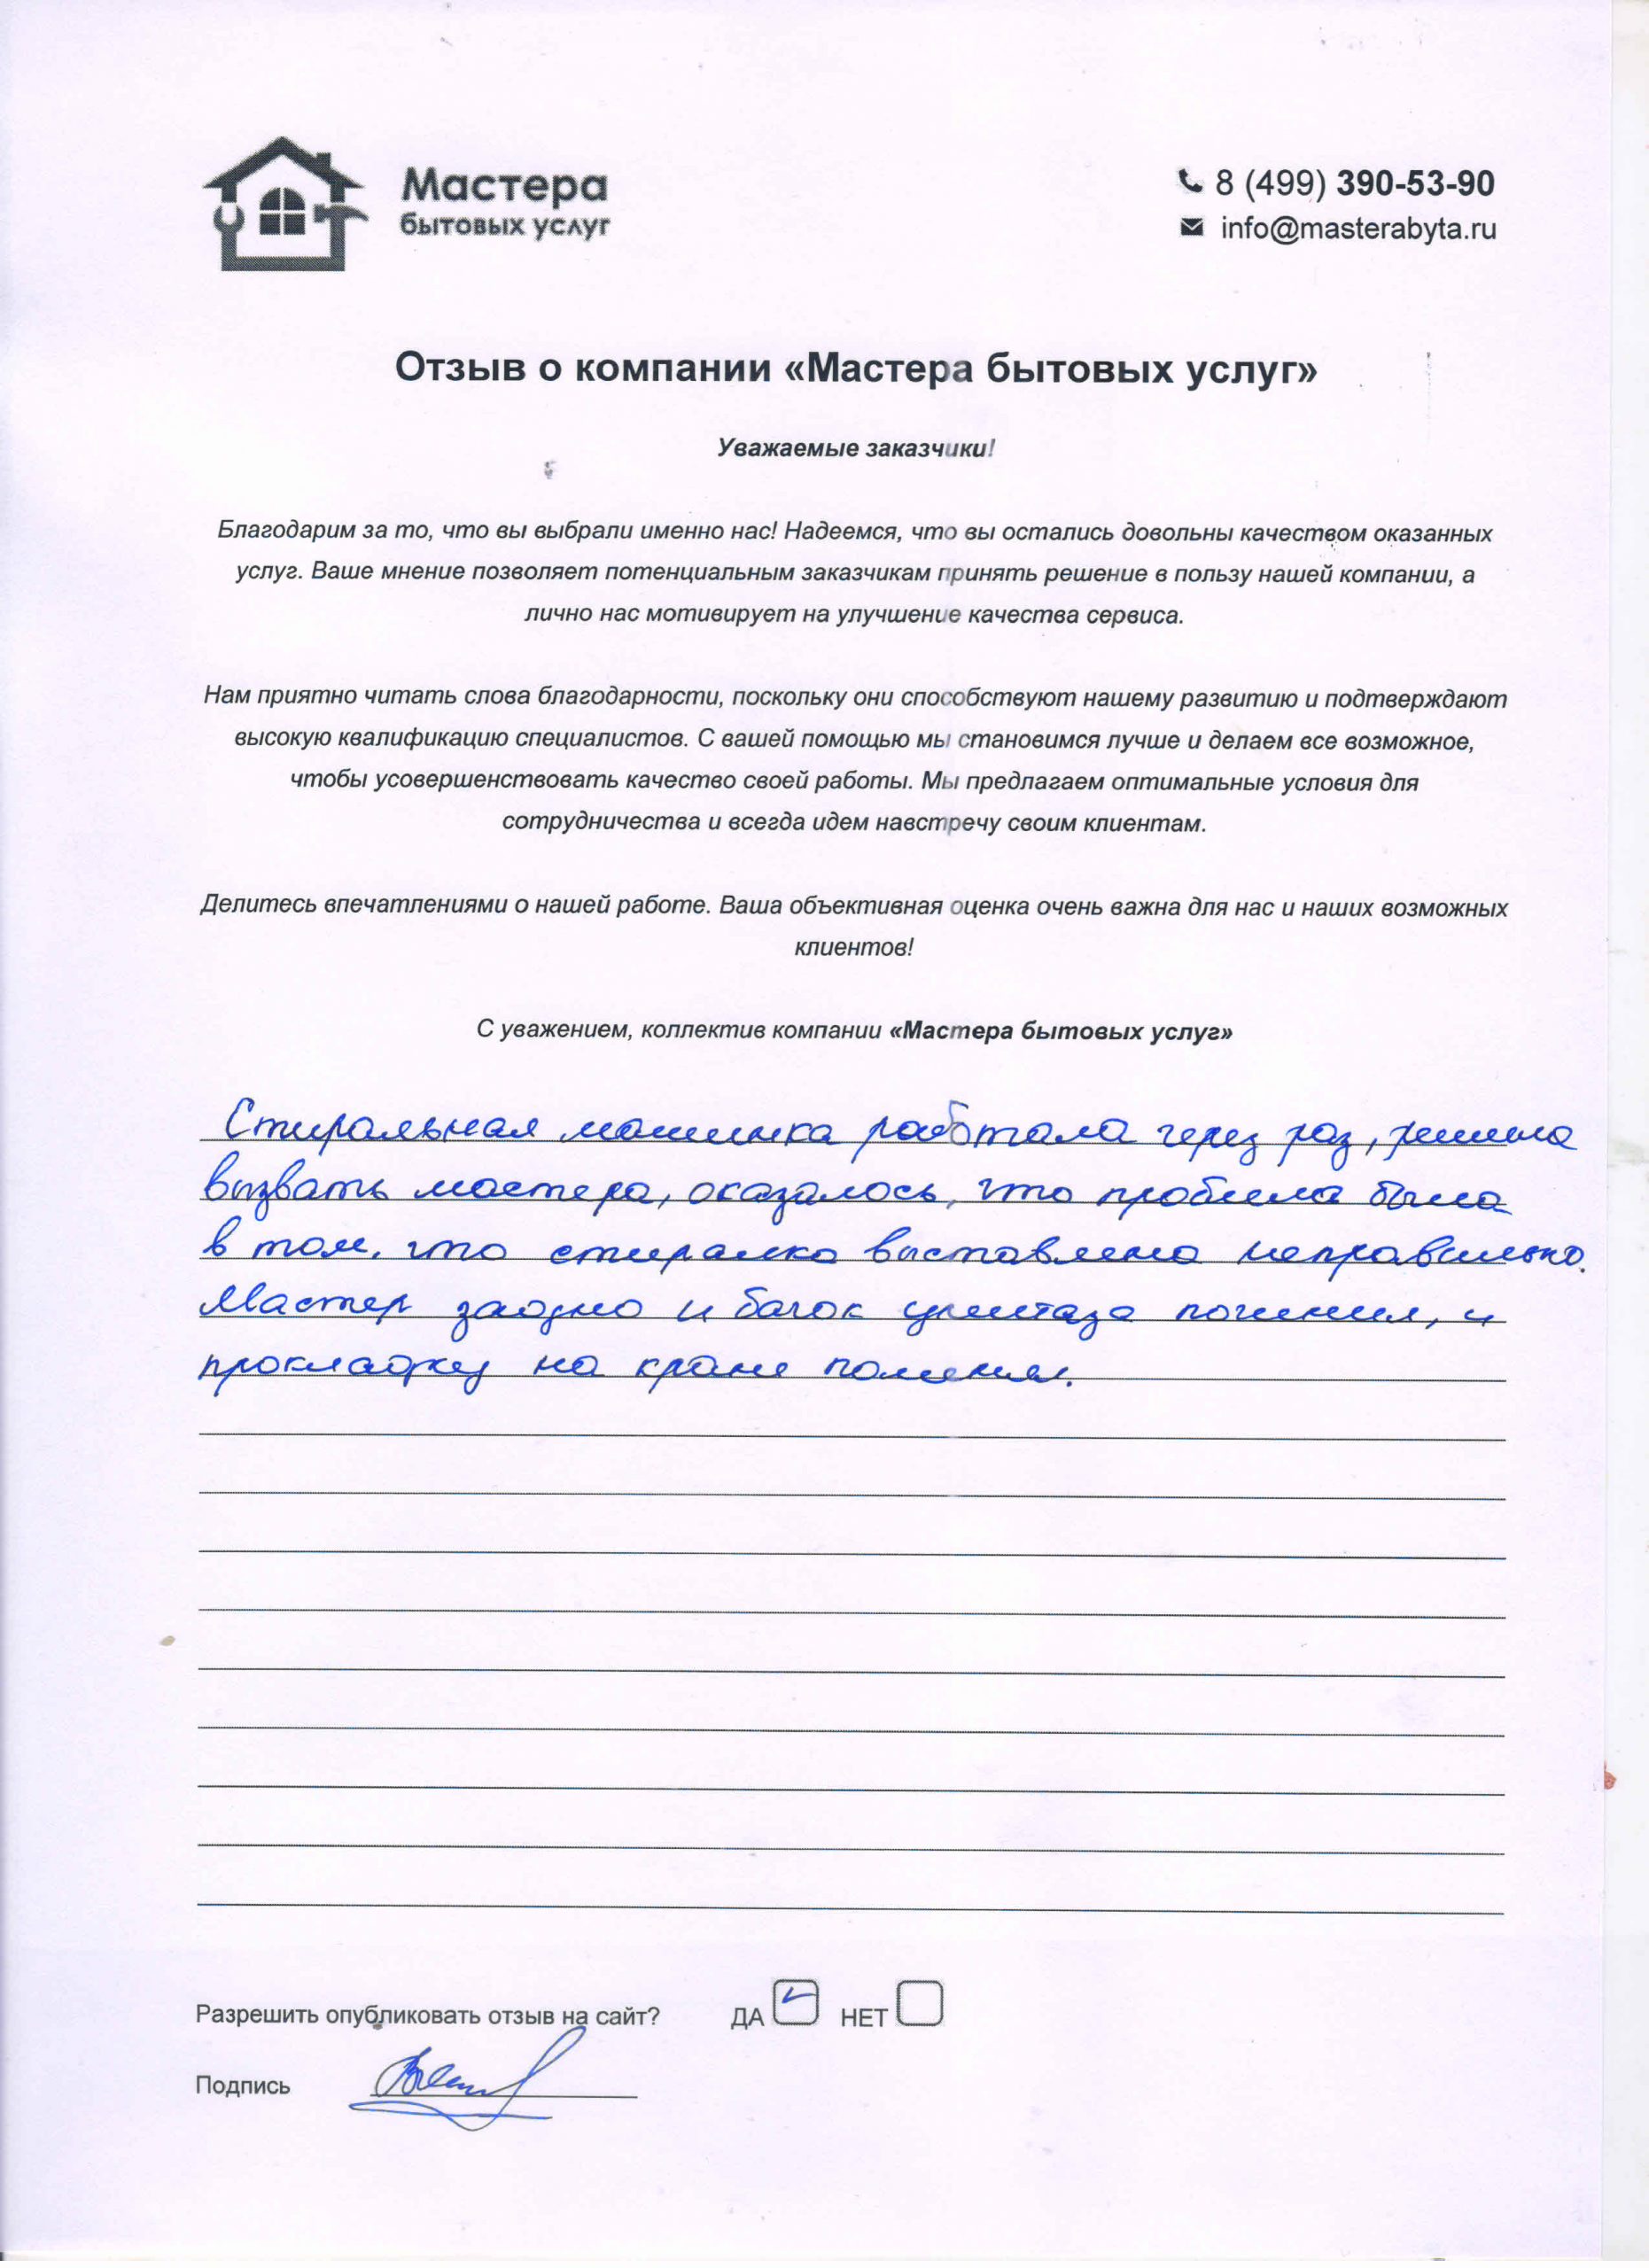 Мастера
бытовых услуг
8 (499) 390-53-90
info@masterabyta.ru
Отзыв о компании «Мастера бытовых услуг»
Уважаемые заказчики!
Благодарим за то, что вы выбрали именно нас! Надеемся, что вы остались довольны качеством оказанных
услуг. Ваше мнение позволяет потенциальным заказчикам принять решение в пользу нашей компании, а
лично нас мотивирует на улучшение качества сервиса.
Нам приятно читать слова благодарности, поскольку они способствуют нашему развитию и подтверждают
высокую квалификацию специалистов. С вашей помощью мы становимся лучше и делаем все возможное,
чтобы усовершенствовать качество своей работы. Мы предлагаем оптимальные условия для
сотрудничества и всегда идем навстречу своим клиентам.
Делитесь впечатлениями о нашей работе. Ваша объективная оценка очень важна для нас и наших возможных
клиентов!
С уважением, коллектив компании «Мастера бытовых услуг»
Стиральная машинка работала через раз, решила
вызвать мастера, оказалось, что проблема была
в том, что стиралка выставлена неправильно.
Мастер заодно и бачок унитаза починил, и
прокладку на кране поменял.
Разрешить опубликовать отзыв на сайт? ДА НЕТ
Подпись